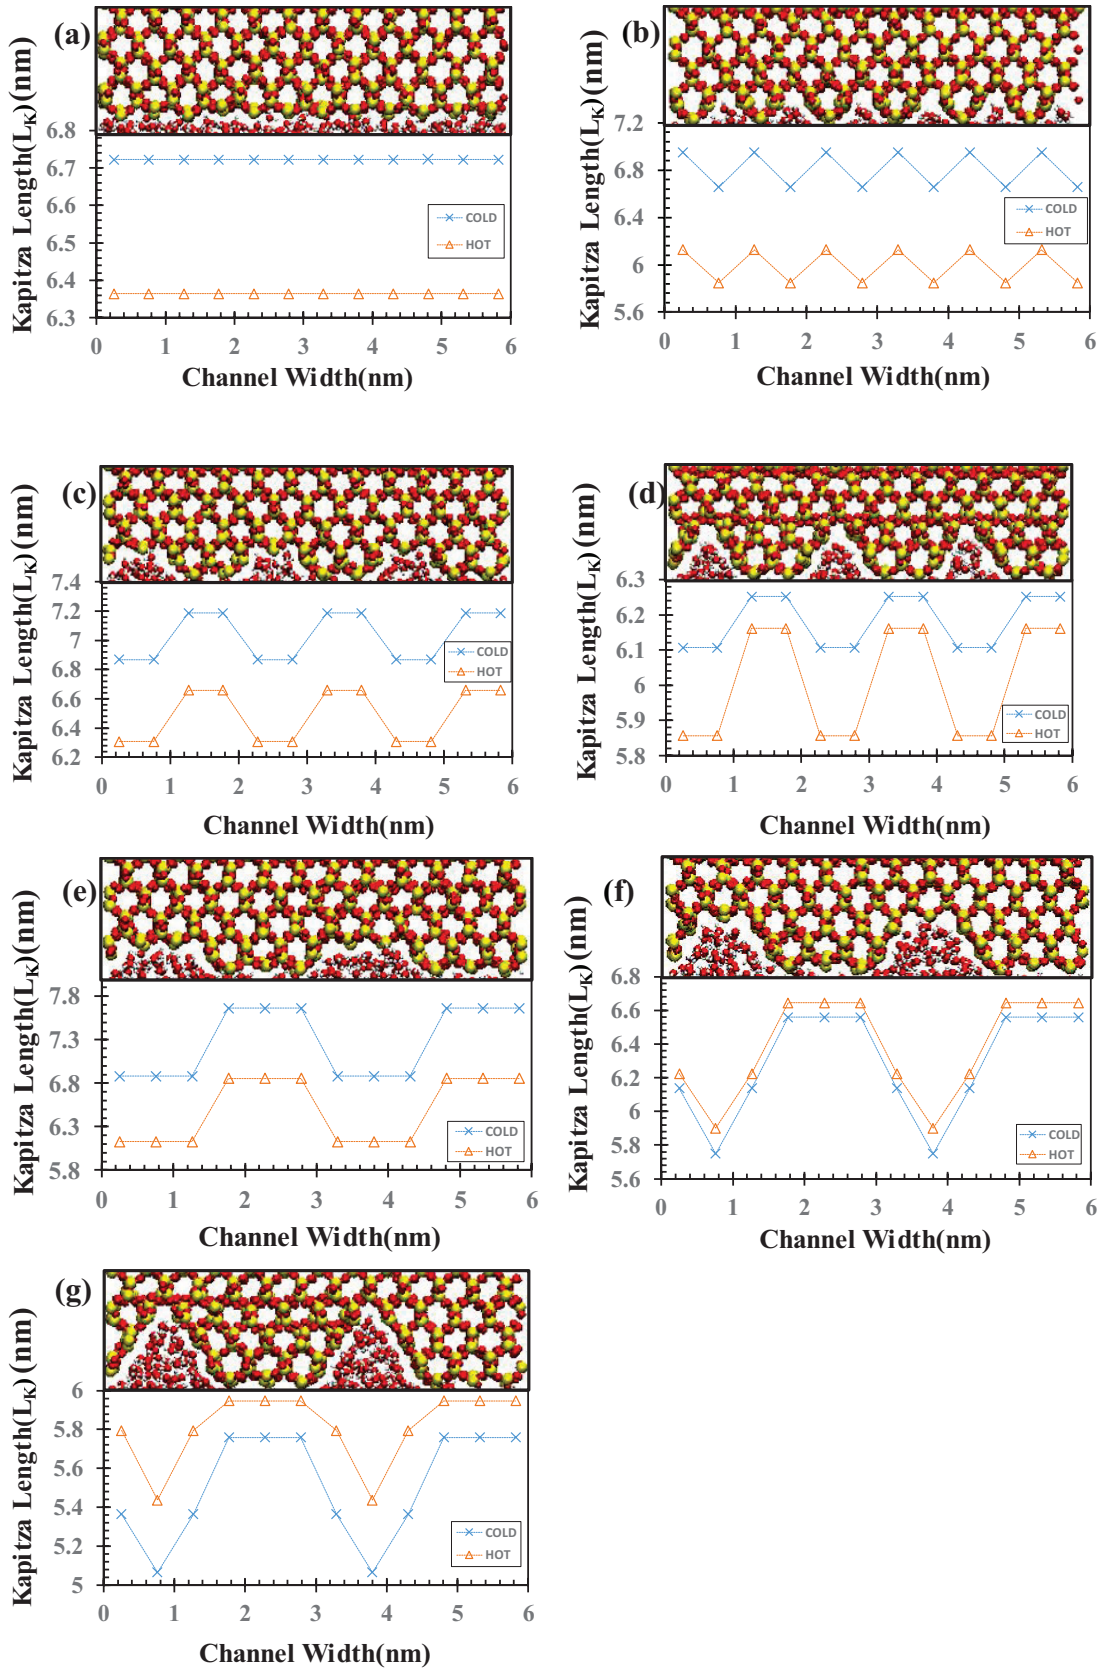 (a)
Kapitza Length(L_K)(nm)
6.8
6.7
6.6
6.5
6.4
6.3
COLD
HOT
0 1 2 3 4 5 6
Channel Width(nm)
(b)
Kapitza Length(L_K)(nm)
7.2
6.8
6.4
6
5.6
COLD
HOT
0 1 2 3 4 5 6
Channel Width(nm)
(c)
Kapitza Length(L_K)(nm)
7.4
7.2
7
6.8
6.6
6.4
6.2
COLD
HOT
0 1 2 3 4 5 6
Channel Width(nm)
(d)
Kapitza Length(L_K)(nm)
6.3
6.2
6.1
6
5.9
5.8
COLD
HOT
0 1 2 3 4 5 6
Channel Width(nm)
(e)
Kapitza Length(L_K)(nm)
7.8
7.3
6.8
6.3
5.8
COLD
HOT
0 1 2 3 4 5 6
Channel Width(nm)
(f)
Kapitza Length(L_K)(nm)
6.8
6.6
6.4
6.2
6
5.8
5.6
COLD
HOT
0 1 2 3 4 5 6
Channel Width(nm)
(g)
Kapitza Length(L_K)(nm)
6
5.8
5.6
5.4
5.2
5
COLD
HOT
0 1 2 3 4 5 6
Channel Width(nm)